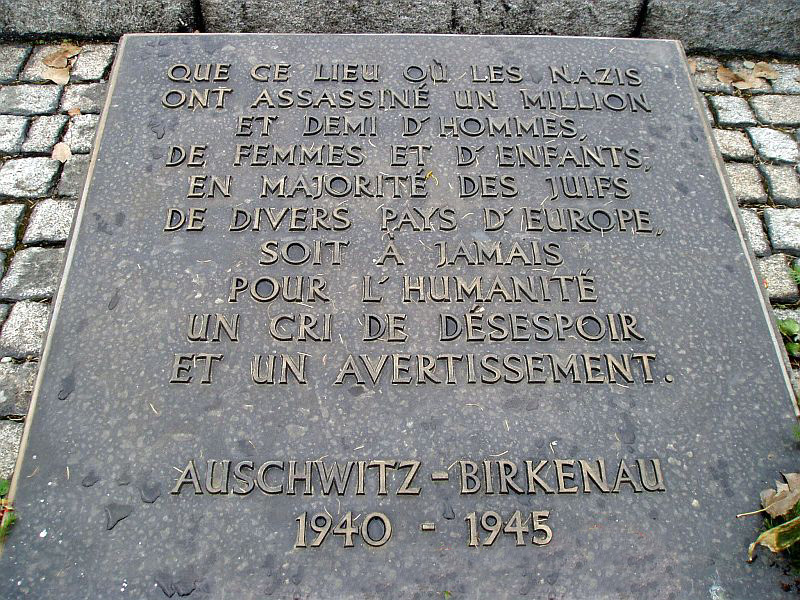 QUE CE LIEU OÙ LES NAZIS
ONT ASSASSINÉ UN MILLION
ET DEMI D'HOMMES,
DE FEMMES ET D'ENFANTS,
EN MAJORITÉ DES JUIFS
DE DIVERS PAYS D'EUROPE,
SOIT À JAMAIS
POUR L'HUMANITÉ
UN CRI DE DÉSESPOIR
ET UN AVERTISSEMENT.
AUSCHWITZ-BIRKENAU
1940 - 1945